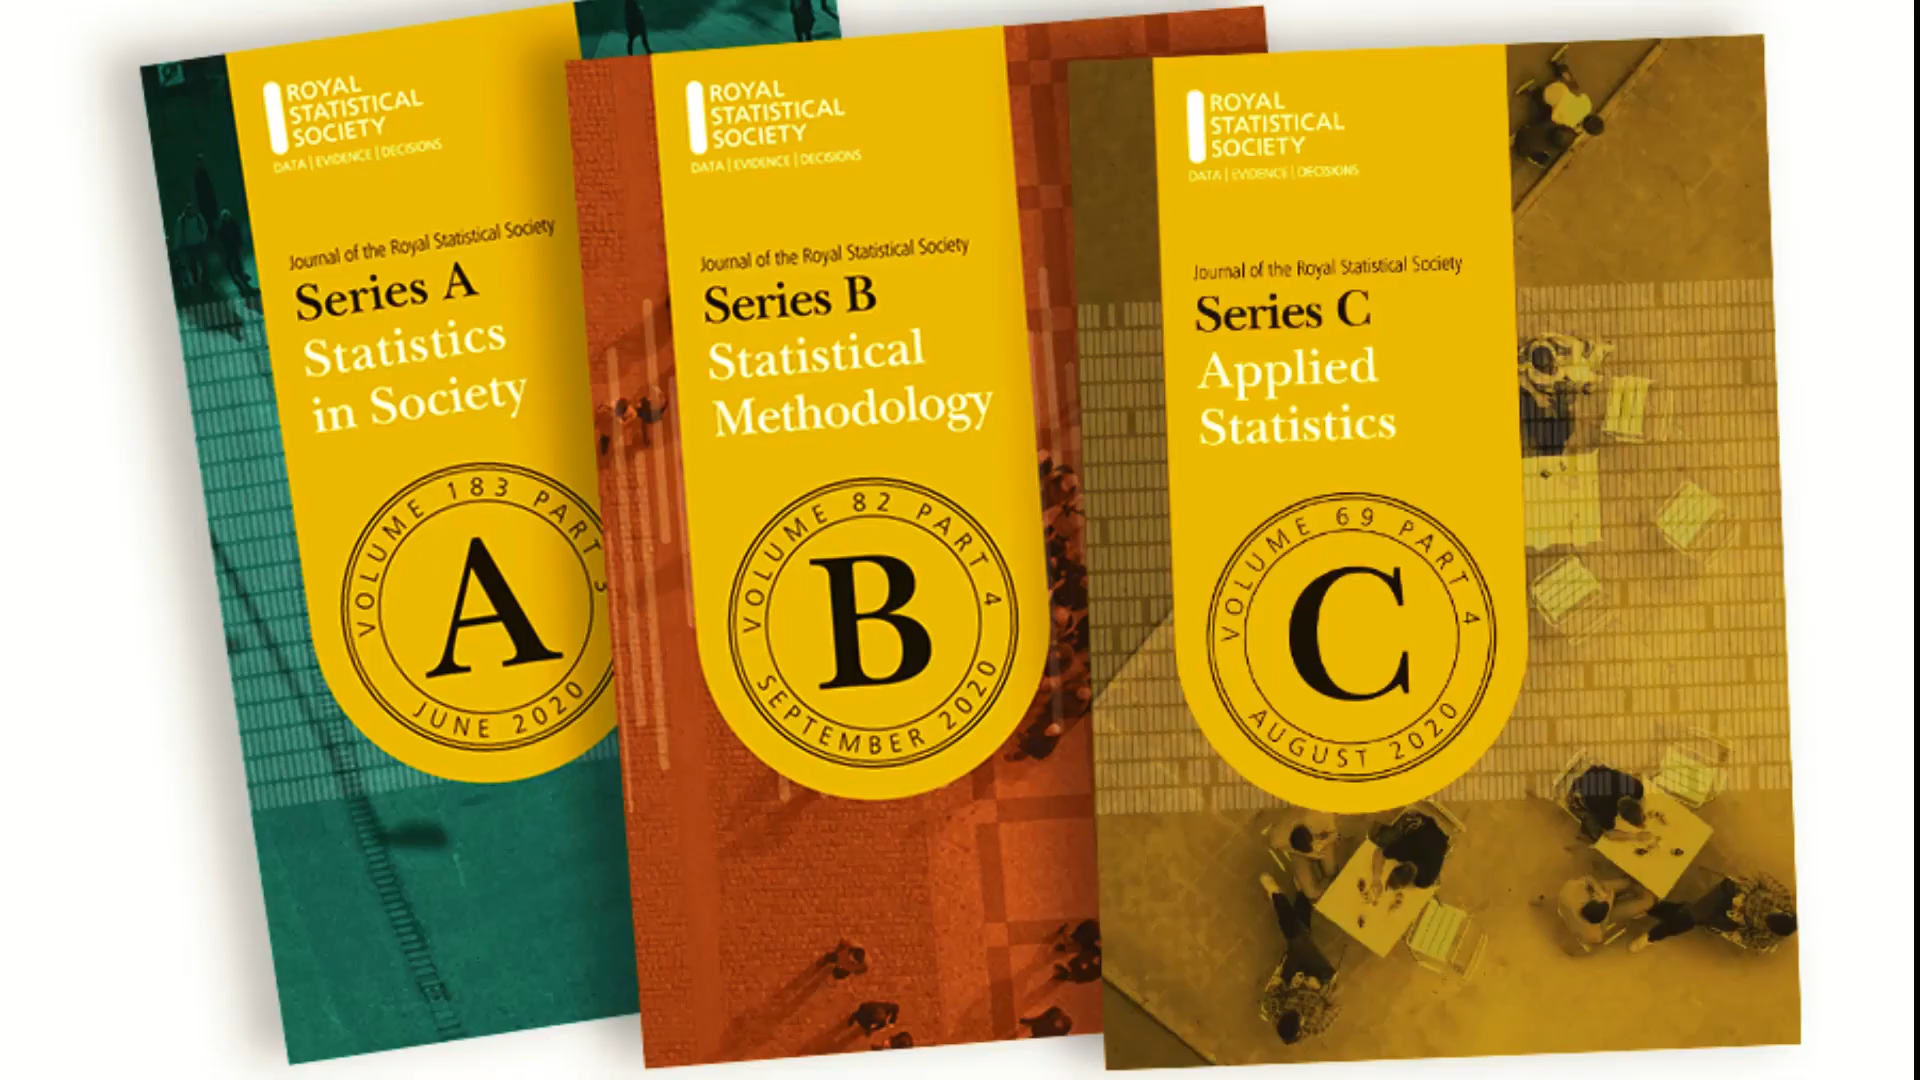 ROYAL
STATISTICAL
SOCIETY
DATA | EVIDENCE | DECISIONS
Journal of the Royal Statistical Society
Series A
Statistics
in Society
VOLUME 183 PART 3
A
JUNE 2020
ROYAL
STATISTICAL
SOCIETY
DATA | EVIDENCE | DECISIONS
Journal of the Royal Statistical Society
Series B
Statistical
Methodology
VOLUME 82 PART 4
B
SEPTEMBER 2020
ROYAL
STATISTICAL
SOCIETY
DATA | EVIDENCE | DECISIONS
Journal of the Royal Statistical Society
Series C
Applied
Statistics
VOLUME 69 PART 4
C
AUGUST 2020